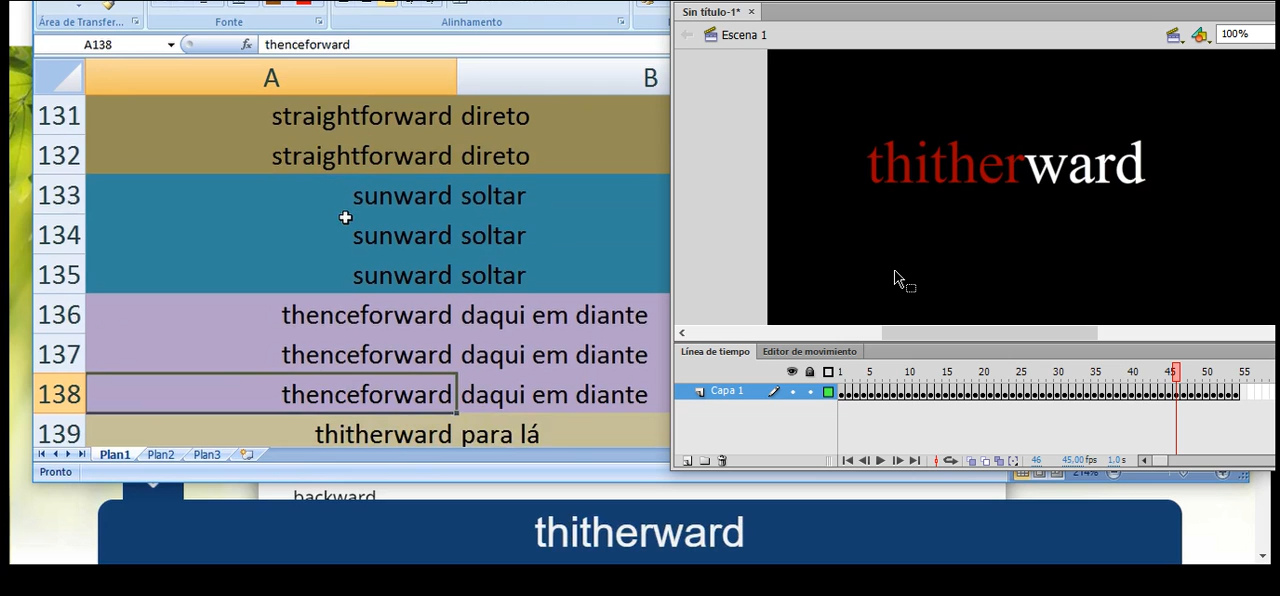 Área de Transfer...
Fonte
Alinhamento
A138
fx
thenceforward
A
B
131
straightforward
direto
132
straightforward
direto
133
sunward
soltar
134
sunward
soltar
135
sunward
soltar
136
thenceforward
daqui em diante
137
thenceforward
daqui em diante
138
thenceforward
daqui em diante
139
thitherward
para lá
Plan1
Plan2
Plan3
Pronto
Sin título-1*
Escena 1
100%
thitherward
Línea de tiempo
Editor de movimiento
1 5 10 15 20 25 30 35 40 45 50 55
Capa 1
46
45.00 fps
1.0 s
214%
backward
thitherward